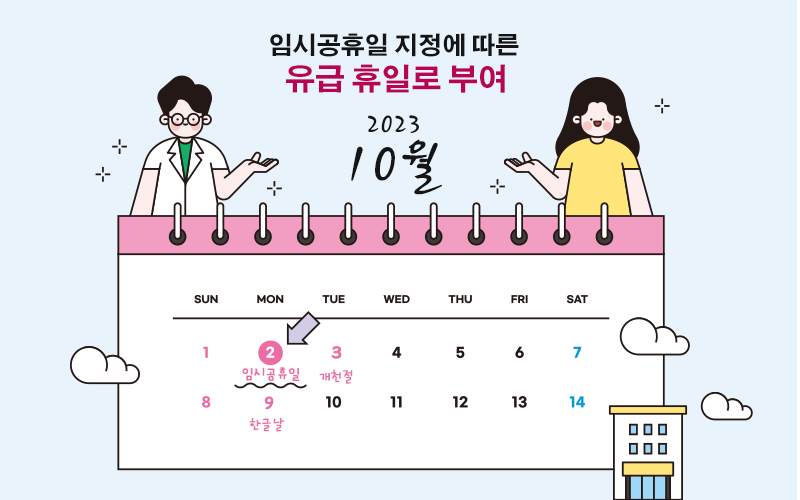 임시공휴일 지정에 따른
유급 휴일로 부여
2023
10월
SUN MON TUE WED THU FRI SAT
1 2 3 4 5 6 7
임시공휴일 개천절
8 9 10 11 12 13 14
한글날